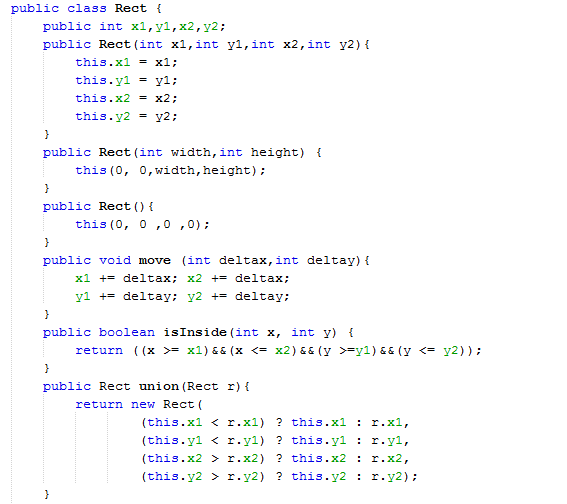 public class Rect {
    public int x1,y1,x2,y2;
    public Rect(int x1,int y1,int x2,int y2){
        this.x1 = x1;
        this.y1 = y1;
        this.x2 = x2;
        this.y2 = y2;
    }
    public Rect(int width,int height) {
        this(0, 0,width,height);
    }
    public Rect(){
        this(0, 0 ,0 ,0);
    }
    public void move (int deltax,int deltay){
        x1 += deltax; x2 += deltax;
        y1 += deltay; y2 += deltay;
    }
    public boolean isInside(int x, int y) {
        return ((x >= x1)&&(x <= x2)&&(y >=y1)&&(y <= y2));
    }
    public Rect union(Rect r){
        return new Rect(
                (this.x1 < r.x1) ? this.x1 : r.x1,
                (this.y1 < r.y1) ? this.y1 : r.y1,
                (this.x2 > r.x2) ? this.x2 : r.x2,
                (this.y2 > r.y2) ? this.y2 : r.y2);
    }